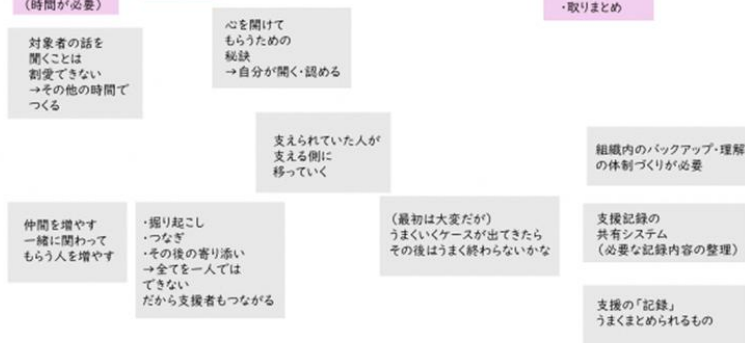 (時間が必要)
・取りまとめ
対象者の話を
聞くことは
割愛できない
→その他の時間で
つくる
心を開けて
もらうための
秘訣
→自分が開く・認める
支えられていた人が
支える側に
移っていく
組織内のバックアップ・理解
の体制づくりが必要
仲間を増やす
一緒に関わって
もらう人を増やす
・掘り起こし
・つなぎ
・その後の寄り添い
→全てを一人では
できない
だから支援者もつながる
(最初は大変だが)
うまくいくケースが出てきたら
その後はうまく終わらないかな
支援記録の
共有システム
(必要な記録内容の整理)
支援の「記録」
うまくまとめられるもの